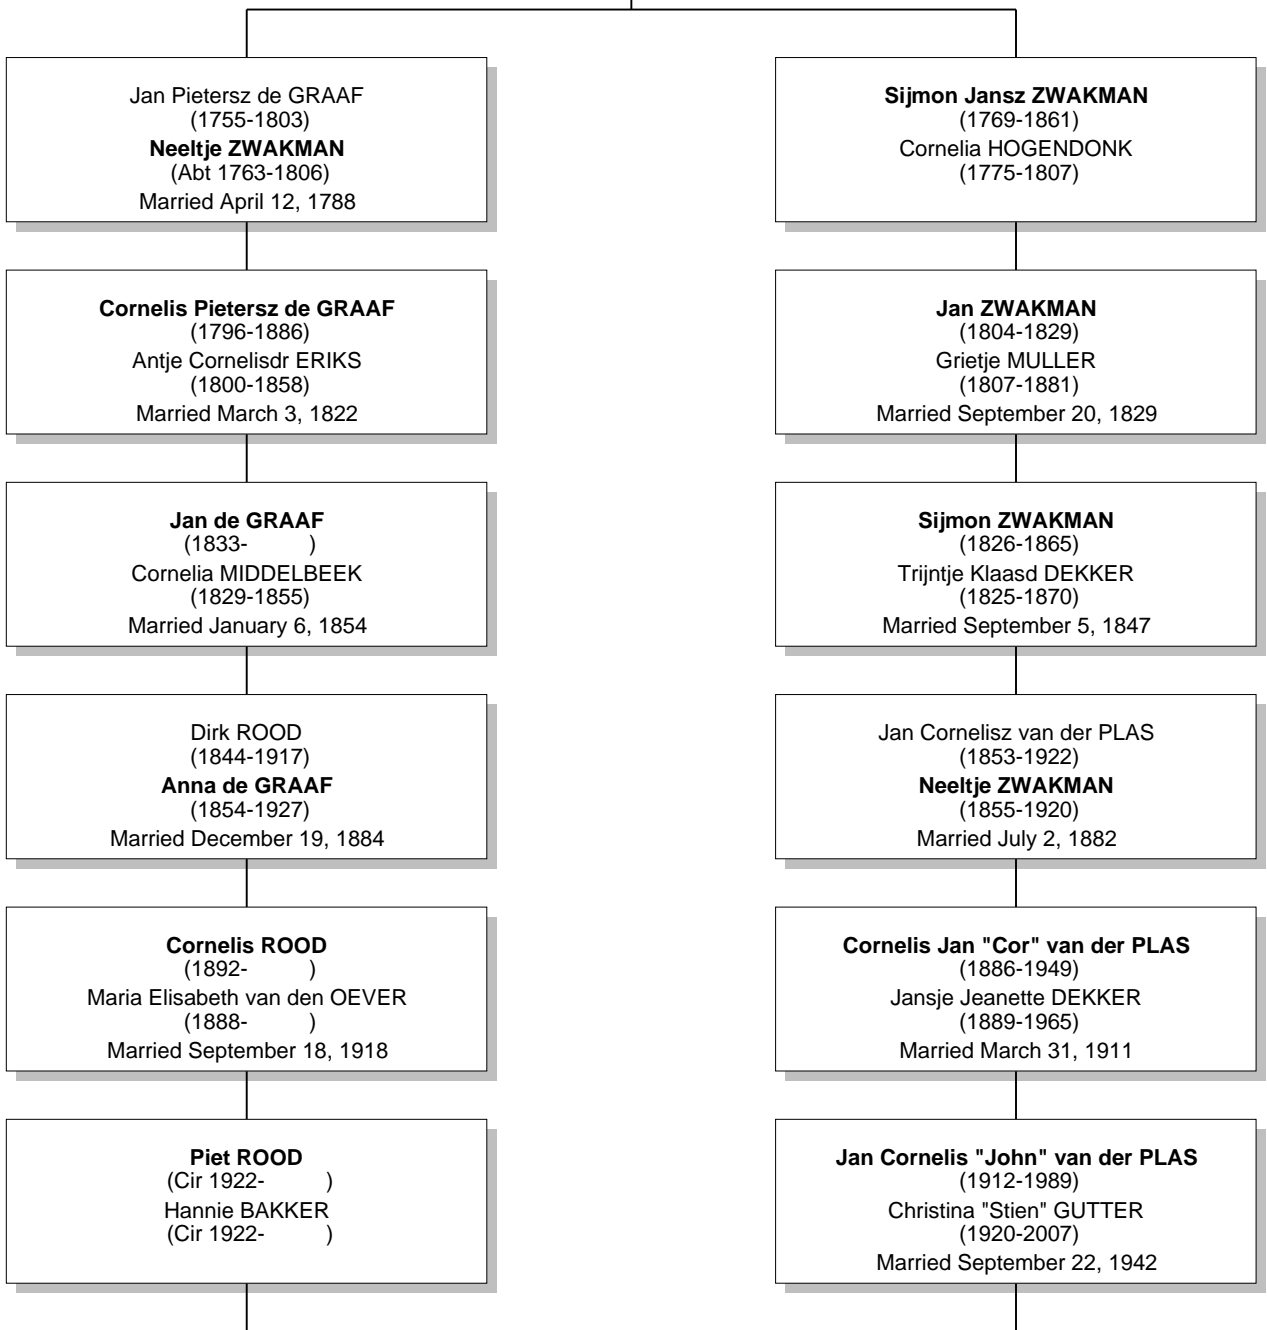 Jan Pietersz de GRAAF
(1755-1803)
Neeltje ZWAKMAN
(Abt 1763-1806)
Married April 12, 1788
Sijmon Jansz ZWAKMAN
(1769-1861)
Cornelia HOGENDONK
(1775-1807)
Cornelis Pietersz de GRAAF
(1796-1886)
Antje Cornelisdr ERIKS
(1800-1858)
Married March 3, 1822
Jan ZWAKMAN
(1804-1829)
Grietje MULLER
(1807-1881)
Married September 20, 1829
Jan de GRAAF
(1833- )
Cornelia MIDDELBEEK
(1829-1855)
Married January 6, 1854
Sijmon ZWAKMAN
(1826-1865)
Trijntje Klaasd DEKKER
(1825-1870)
Married September 5, 1847
Dirk ROOD
(1844-1917)
Anna de GRAAF
(1854-1927)
Married December 19, 1884
Jan Cornelisz van der PLAS
(1853-1922)
Neeltje ZWAKMAN
(1855-1920)
Married July 2, 1882
Cornelis ROOD
(1892- )
Maria Elisabeth van den OEVER
(1888- )
Married September 18, 1918
Cornelis Jan "Cor" van der PLAS
(1886-1949)
Jansje Jeanette DEKKER
(1889-1965)
Married March 31, 1911
Piet ROOD
(Cir 1922- )
Hannie BAKKER
(Cir 1922- )
Jan Cornelis "John" van der PLAS
(1912-1989)
Christina "Stien" GUTTER
(1920-2007)
Married September 22, 1942